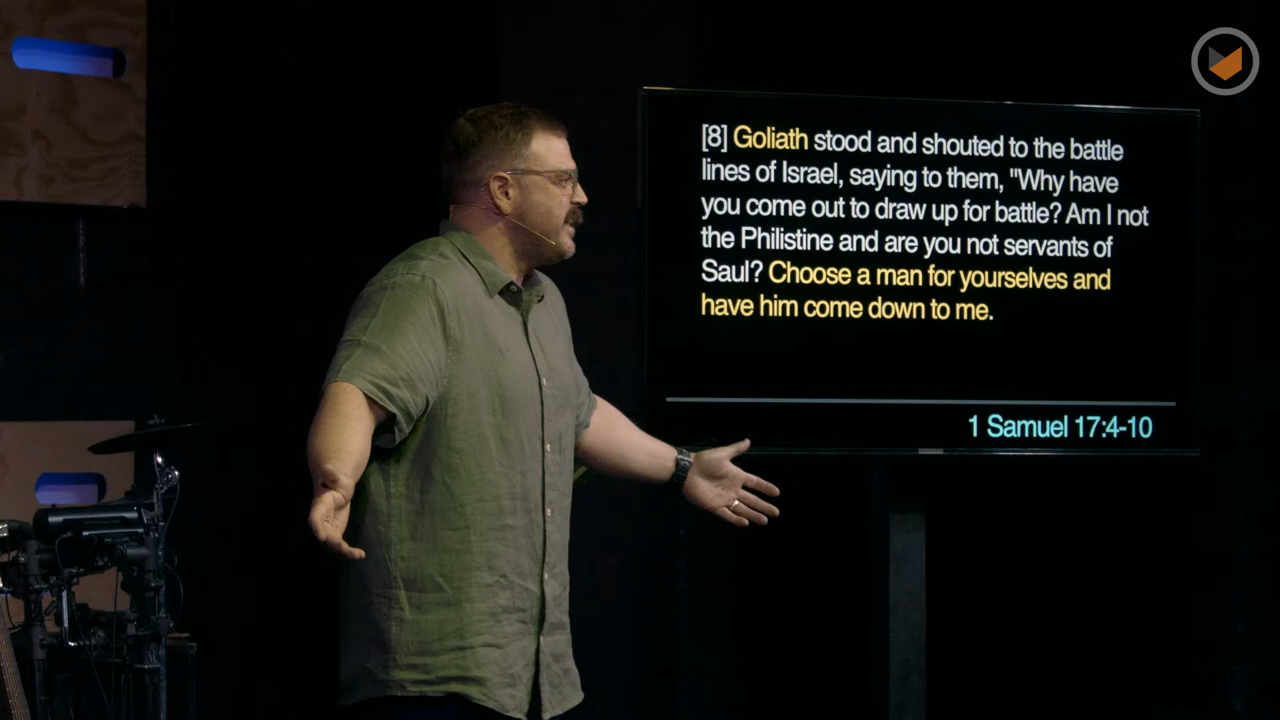 [8] Goliath stood and shouted to the battle
lines of Israel, saying to them, "Why have
you come out to draw up for battle? Am I not
the Philistine and are you not servants of
Saul? Choose a man for yourselves and
have him come down to me.
1 Samuel 17:4-10